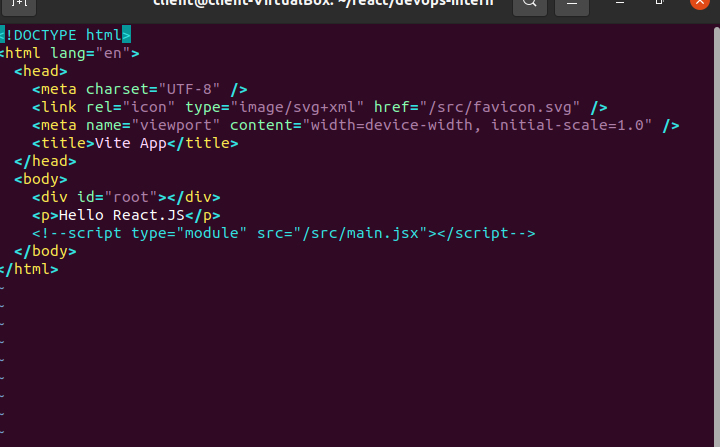 client@client-VirtualBox: ~/react/devops-intern
<!DOCTYPE html>
<html lang="en">
  <head>
    <meta charset="UTF-8" />
    <link rel="icon" type="image/svg+xml" href="/src/favicon.svg" />
    <meta name="viewport" content="width=device-width, initial-scale=1.0" />
    <title>Vite App</title>
  </head>
  <body>
    <div id="root"></div>
    <p>Hello React.JS</p>
    <!--script type="module" src="/src/main.jsx"></script-->
  </body>
</html>
~
~
~
~
~
~
~
~
~